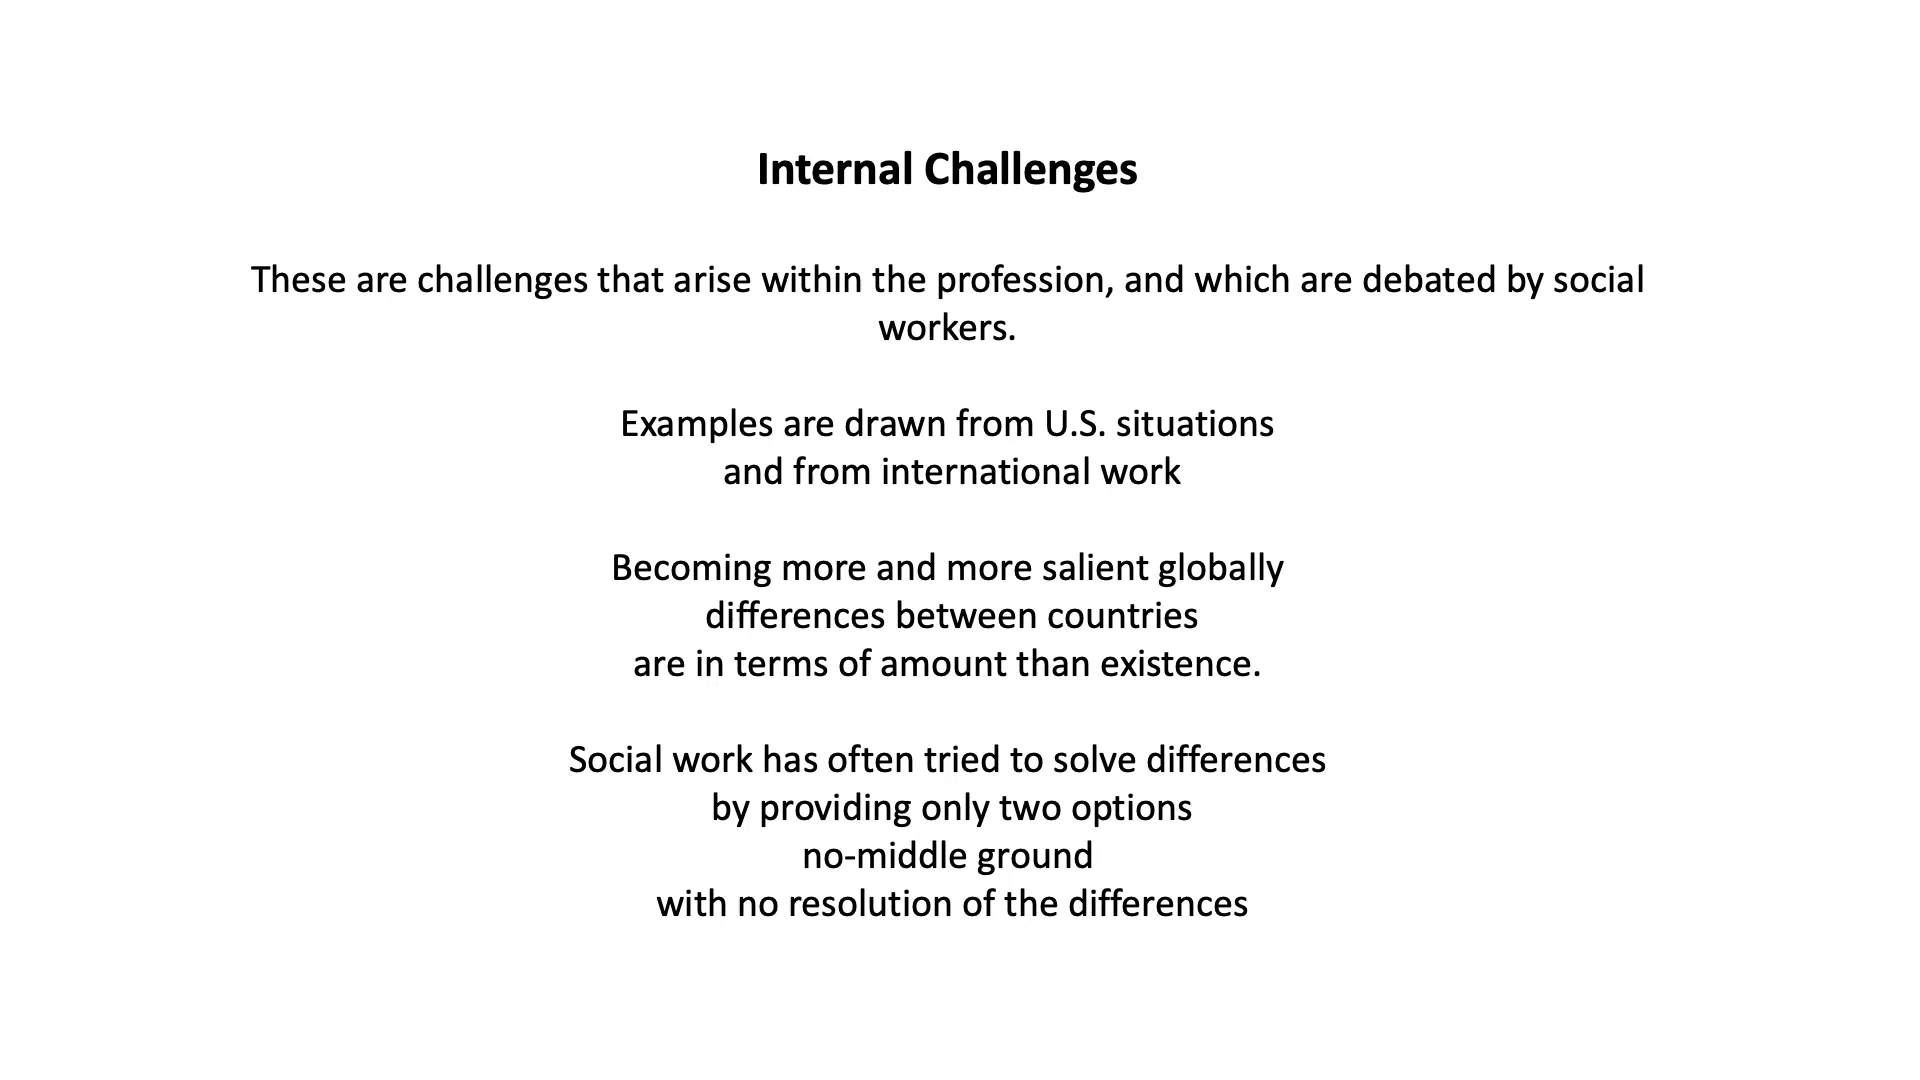 Internal Challenges
These are challenges that arise within the profession, and which are debated by social
workers.
Examples are drawn from U.S. situations
and from international work
Becoming more and more salient globally
differences between countries
are in terms of amount than existence.
Social work has often tried to solve differences
by providing only two options
no-middle ground
with no resolution of the differences